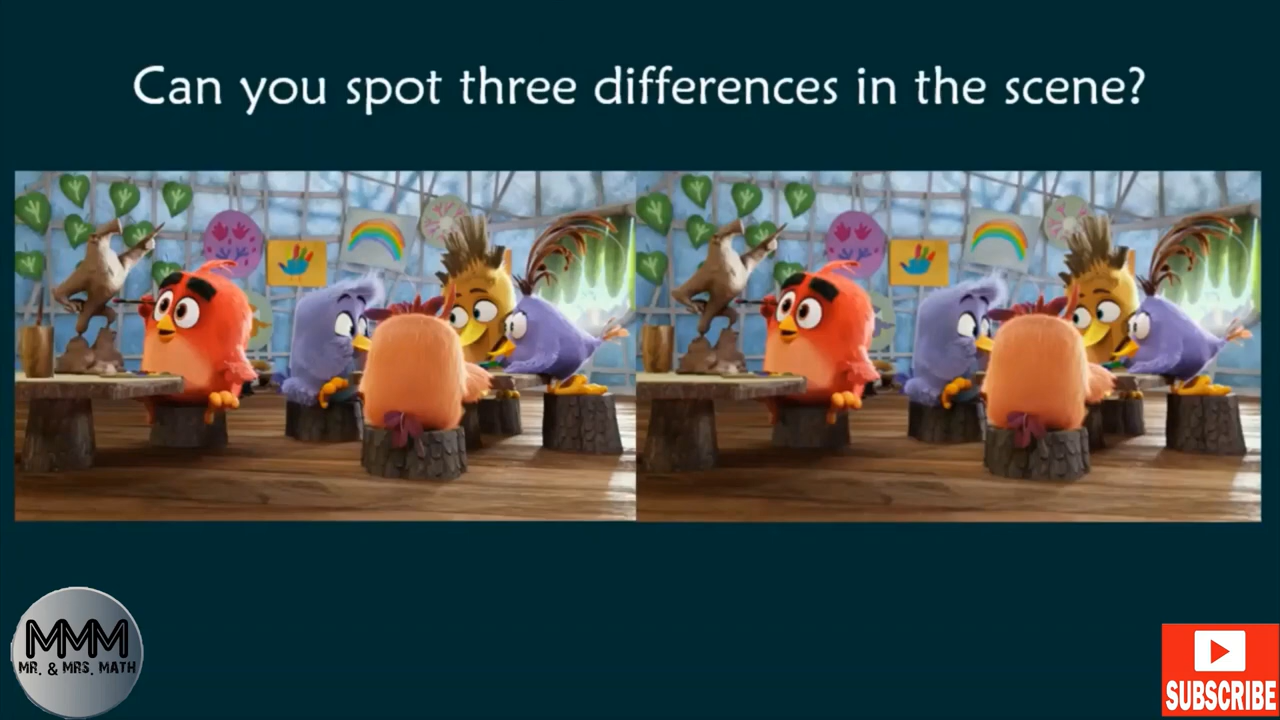 Can you spot three differences in the scene?
MMM
MR. & MRS. MATH
SUBSCRIBE